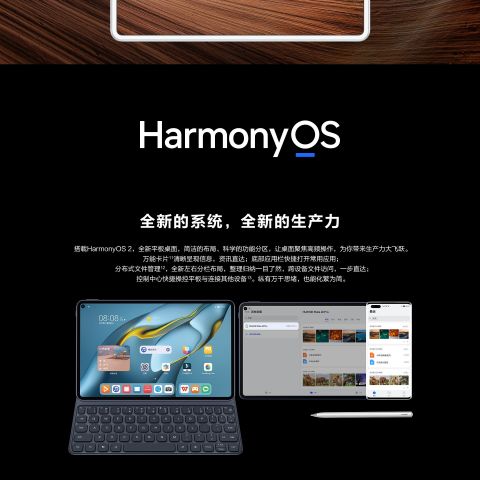 HarmonyOS
全新的系统，全新的生产力
搭载HarmonyOS 2，全新平板桌面，简洁的布局、科学的功能分区，让桌面聚焦高频操作，为你带来生产力大飞跃。
万能卡片¹¹清晰呈现信息，资讯直达；底部应用栏快捷打开常用应用；
分布式文件管理¹²，全新左右分栏布局，整理归纳一目了然，跨设备文件访问，一步直达；
控制中心快捷操控平板与连接其他设备¹³。纵有万千思绪，也能化繁为简。
08:08